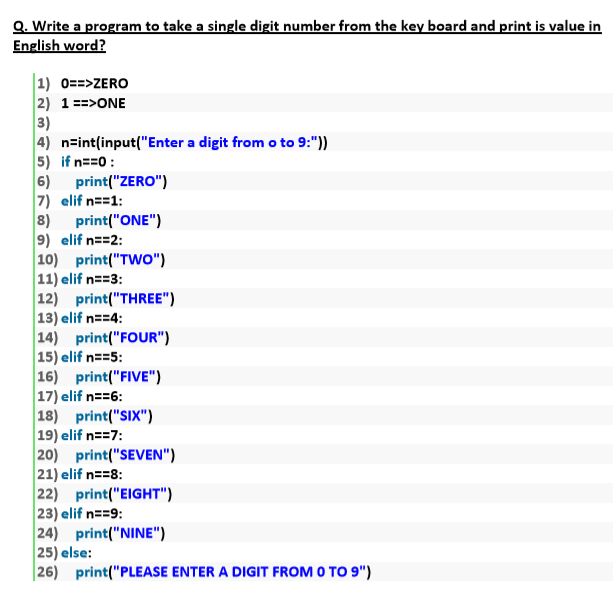 Q. Write a program to take a single digit number from the key board and print is value in
English word?
1) 0==>ZERO
2) 1 ==>ONE
3)
4) n=int(input("Enter a digit from o to 9:"))
5) if n==0 :
6) print("ZERO")
7) elif n==1:
8) print("ONE")
9) elif n==2:
10) print("TWO")
11) elif n==3:
12) print("THREE")
13) elif n==4:
14) print("FOUR")
15) elif n==5:
16) print("FIVE")
17) elif n==6:
18) print("SIX")
19) elif n==7:
20) print("SEVEN")
21) elif n==8:
22) print("EIGHT")
23) elif n==9:
24) print("NINE")
25) else:
26) print("PLEASE ENTER A DIGIT FROM 0 TO 9")